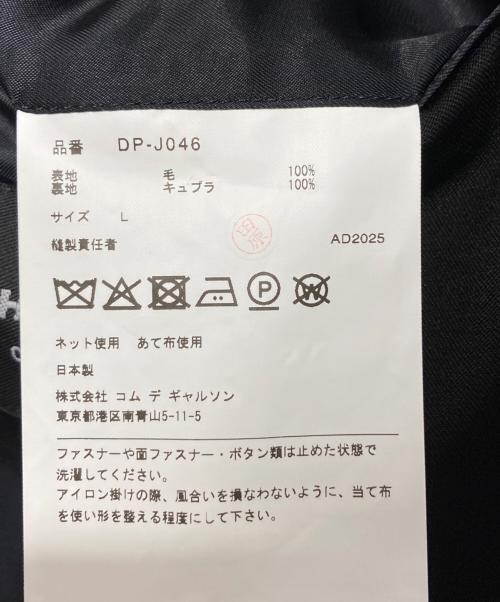 品番 DP-J046
表地 毛 100%
裏地 キュプラ 100%
サイズ L
縫製責任者 田原 AD2025
P W
ネット使用 あて布使用
日本製
株式会社 コム デ ギャルソン
東京都港区南青山5-11-5
ファスナーや面ファスナー・ボタン類は止めた状態で
洗濯してください。
アイロン掛けの際、風合いを損なわないように、当て布
を使い形を整える程度にして下さい。